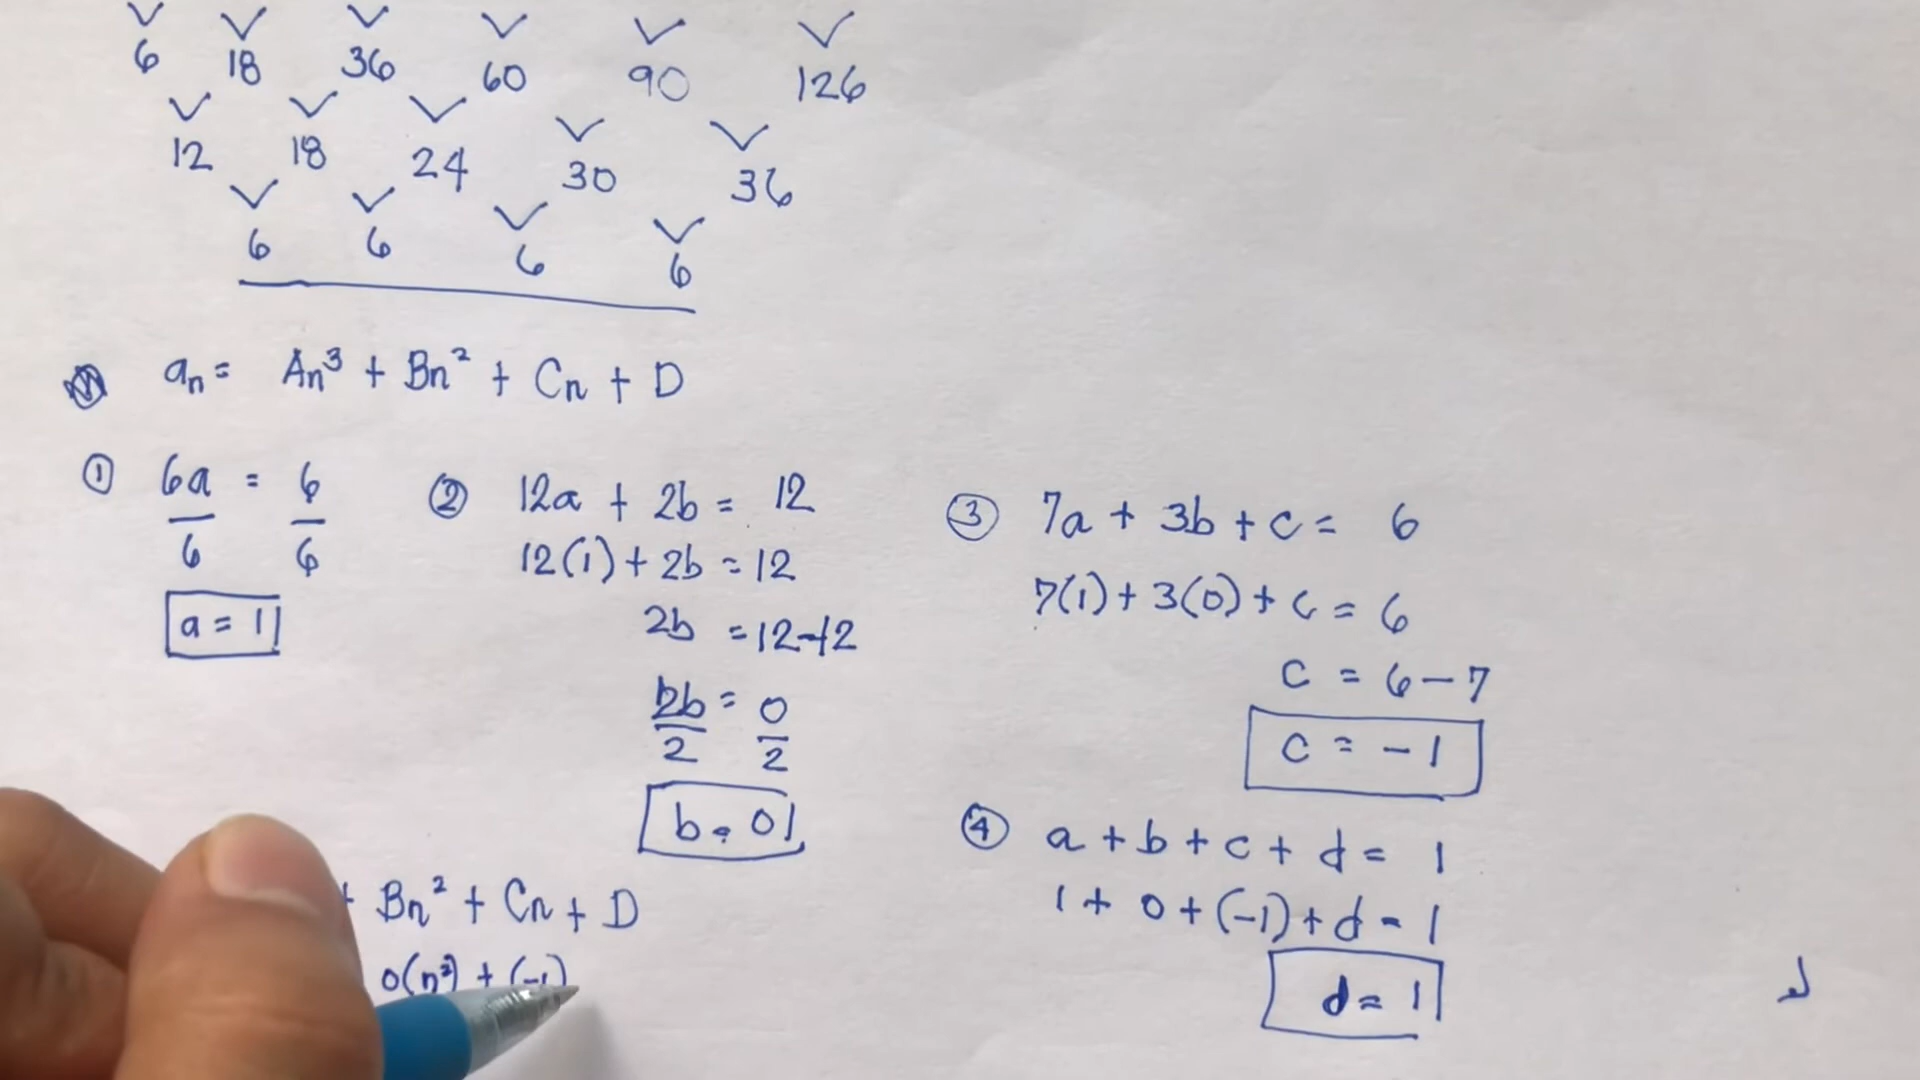 6 18 36 60 90 126
12 18 24 30 36
6 6 6 6
aₙ = An³ + Bn² + Cn + D
① 6a/6 = 6/6
a = 1
② 12a + 2b = 12
12(1) + 2b = 12
2b = 12-12
2b/2 = 0/2
b = 0
③ 7a + 3b + c = 6
7(1) + 3(0) + c = 6
c = 6 - 7
c = -1
④ a + b + c + d = 1
1 + 0 + (-1) + d = 1
d = 1
+ Bn² + Cn + D
0(n²) + (-1)